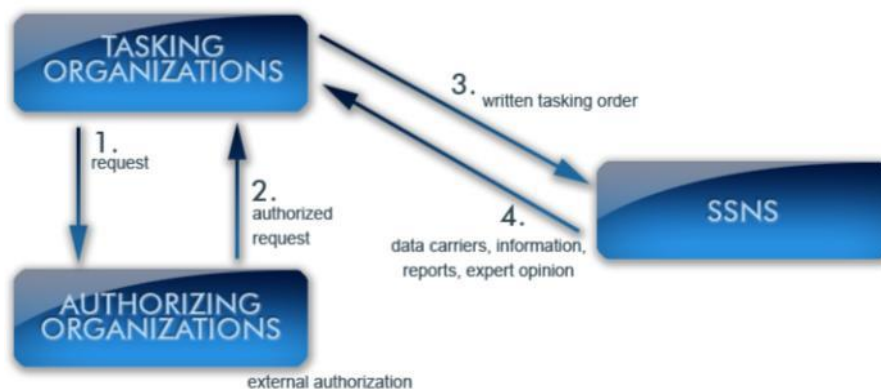 TASKING
ORGANIZATIONS
3.
written tasking order
1.
request
2.
authorized
request
SSNS
4.
data carriers, information,
reports, expert opinion
AUTHORIZING
ORGANIZATIONS
external authorization